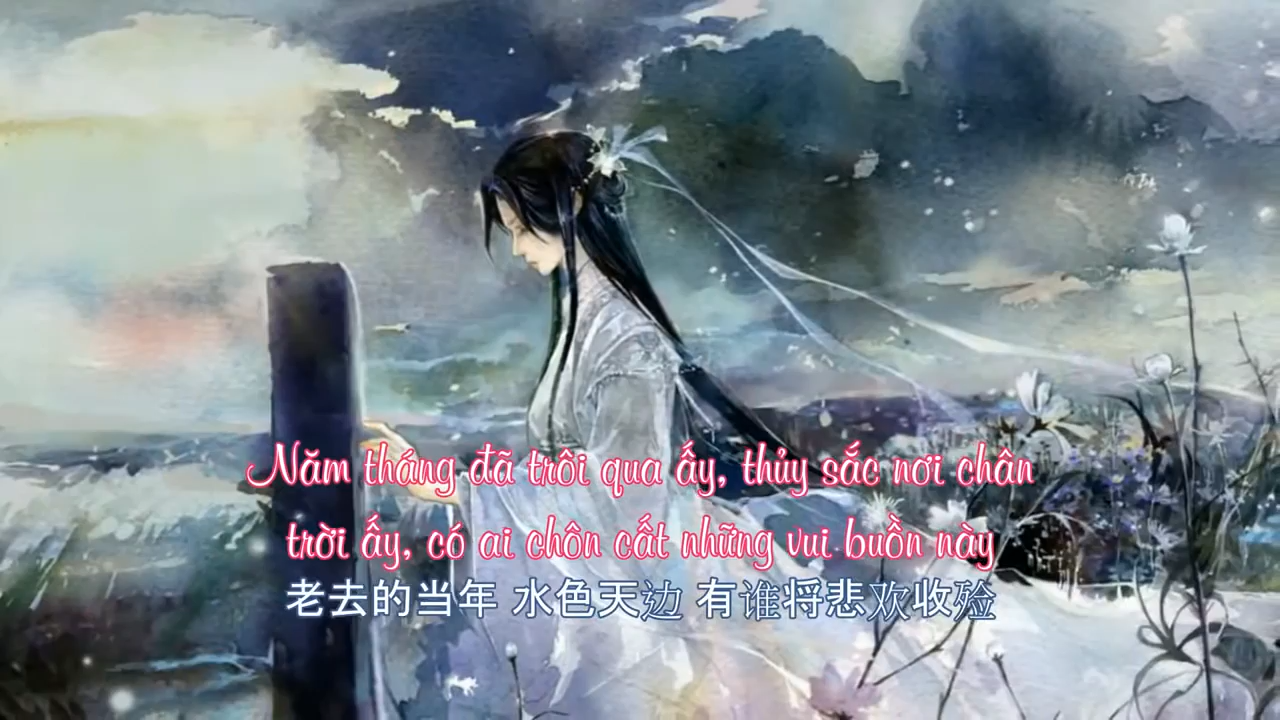 Năm tháng đã trôi qua ấy, thủy sắc nơi chân
trời ấy, có ai chôn cất những vui buồn này
老去的当年 水色天边 有谁将悲欢收殓